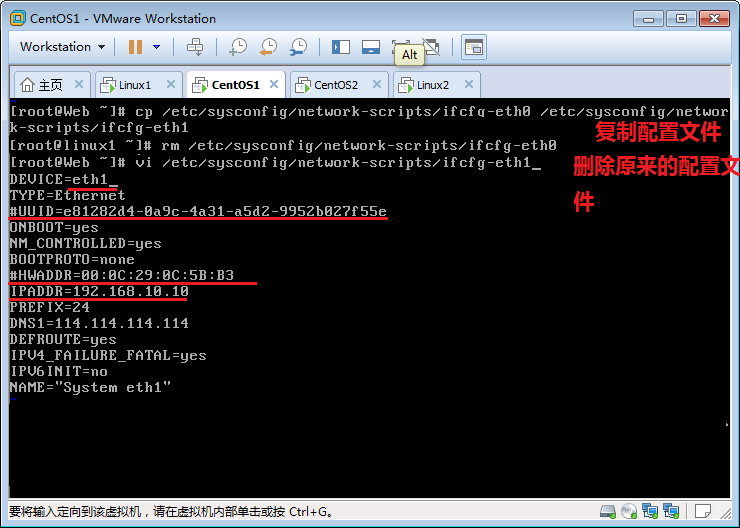 CentOS1 - VMware Workstation
Workstation
Alt
主页
Linux1
CentOS1
CentOS2
Linux2
[root@Web ~]# cp /etc/sysconfig/network-scripts/ifcfg-eth0 /etc/sysconfig/networ
k-scripts/ifcfg-eth1
复制配置文件
[root@linux1 ~]# rm /etc/sysconfig/network-scripts/ifcfg-eth0
[root@Web ~]# vi /etc/sysconfig/network-scripts/ifcfg-eth1_
删除原来的配置文
件
DEVICE=eth1_
TYPE=Ethernet
#UUID=e81282d4-0a9c-4a31-a5d2-9952b027f55e
ONBOOT=yes
NM_CONTROLLED=yes
BOOTPROTO=none
#HWADDR=00:0C:29:0C:5B:B3
IPADDR=192.168.10.10
PREFIX=24
DNS1=114.114.114.114
DEFROUTE=yes
IPV4_FAILURE_FATAL=yes
IPV6INIT=no
NAME="System eth1"
要将输入定向到该虚拟机，请在虚拟机内部单击或按 Ctrl+G。